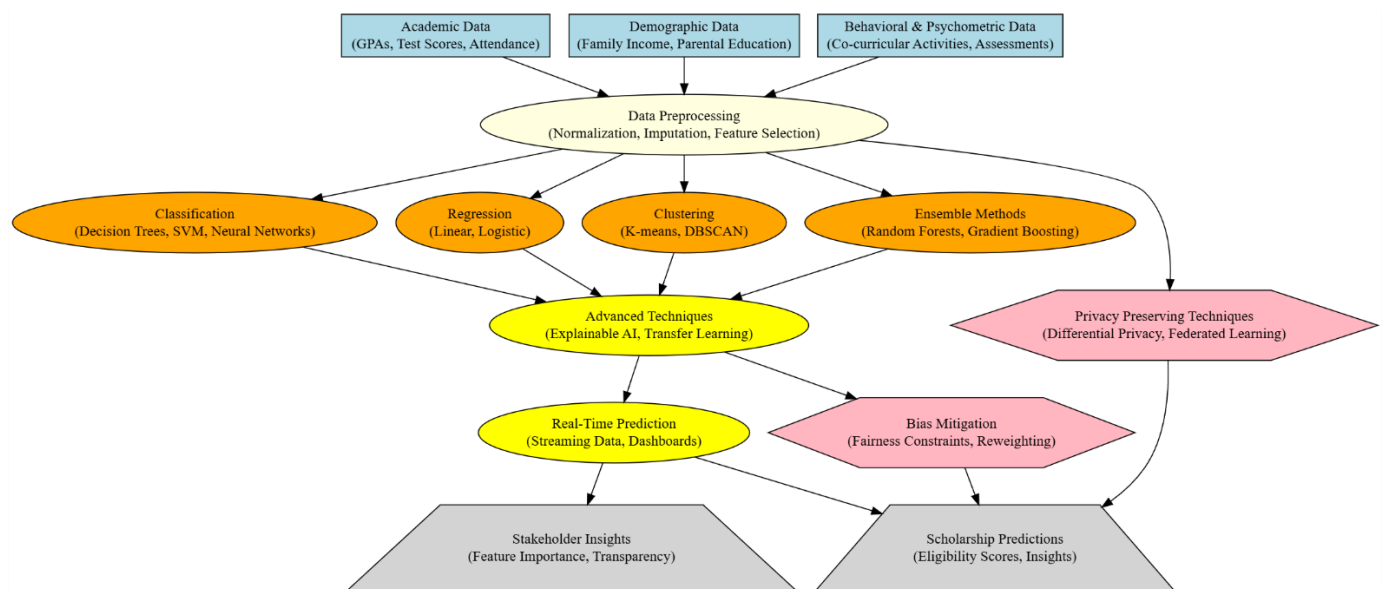 Academic Data
(GPAs, Test Scores, Attendance)
Demographic Data
(Family Income, Parental Education)
Behavioral & Psychometric Data
(Co-curricular Activities, Assessments)
Data Preprocessing
(Normalization, Imputation, Feature Selection)
Classification
(Decision Trees, SVM, Neural Networks)
Regression
(Linear, Logistic)
Clustering
(K-means, DBSCAN)
Ensemble Methods
(Random Forests, Gradient Boosting)
Advanced Techniques
(Explainable AI, Transfer Learning)
Privacy Preserving Techniques
(Differential Privacy, Federated Learning)
Real-Time Prediction
(Streaming Data, Dashboards)
Bias Mitigation
(Fairness Constraints, Reweighting)
Stakeholder Insights
(Feature Importance, Transparency)
Scholarship Predictions
(Eligibility Scores, Insights)